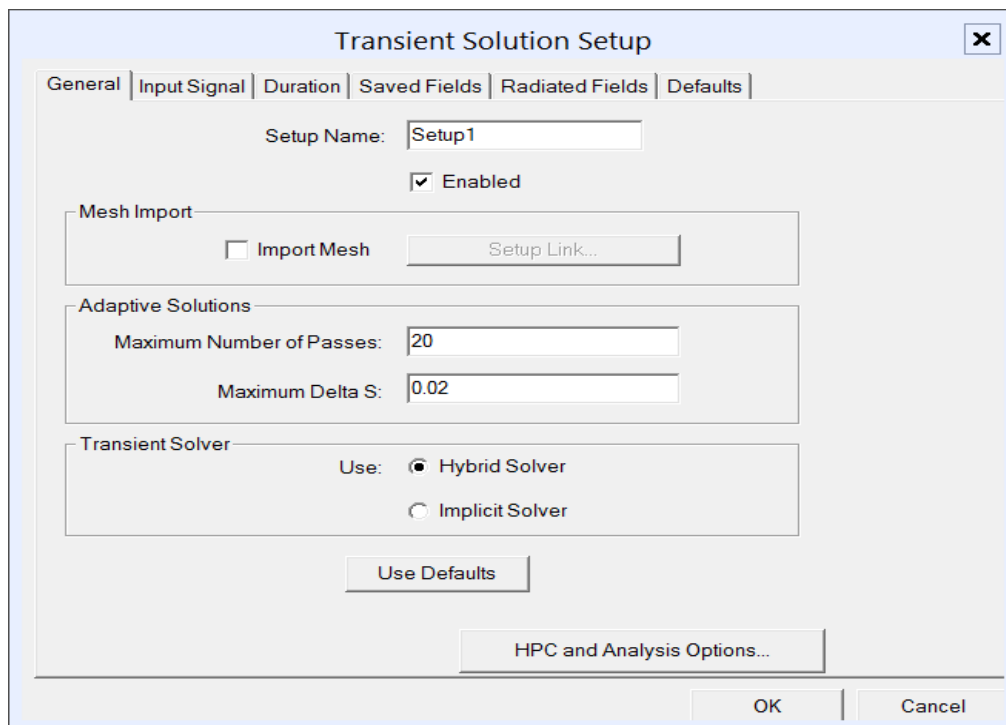 Transient Solution Setup
General Input Signal Duration Saved Fields Radiated Fields Defaults
Setup Name: Setup1
Enabled
Mesh Import
Import Mesh Setup Link...
Adaptive Solutions
Maximum Number of Passes: 20
Maximum Delta S: 0.02
Transient Solver
Use: Hybrid Solver
Implicit Solver
Use Defaults
HPC and Analysis Options...
OK Cancel